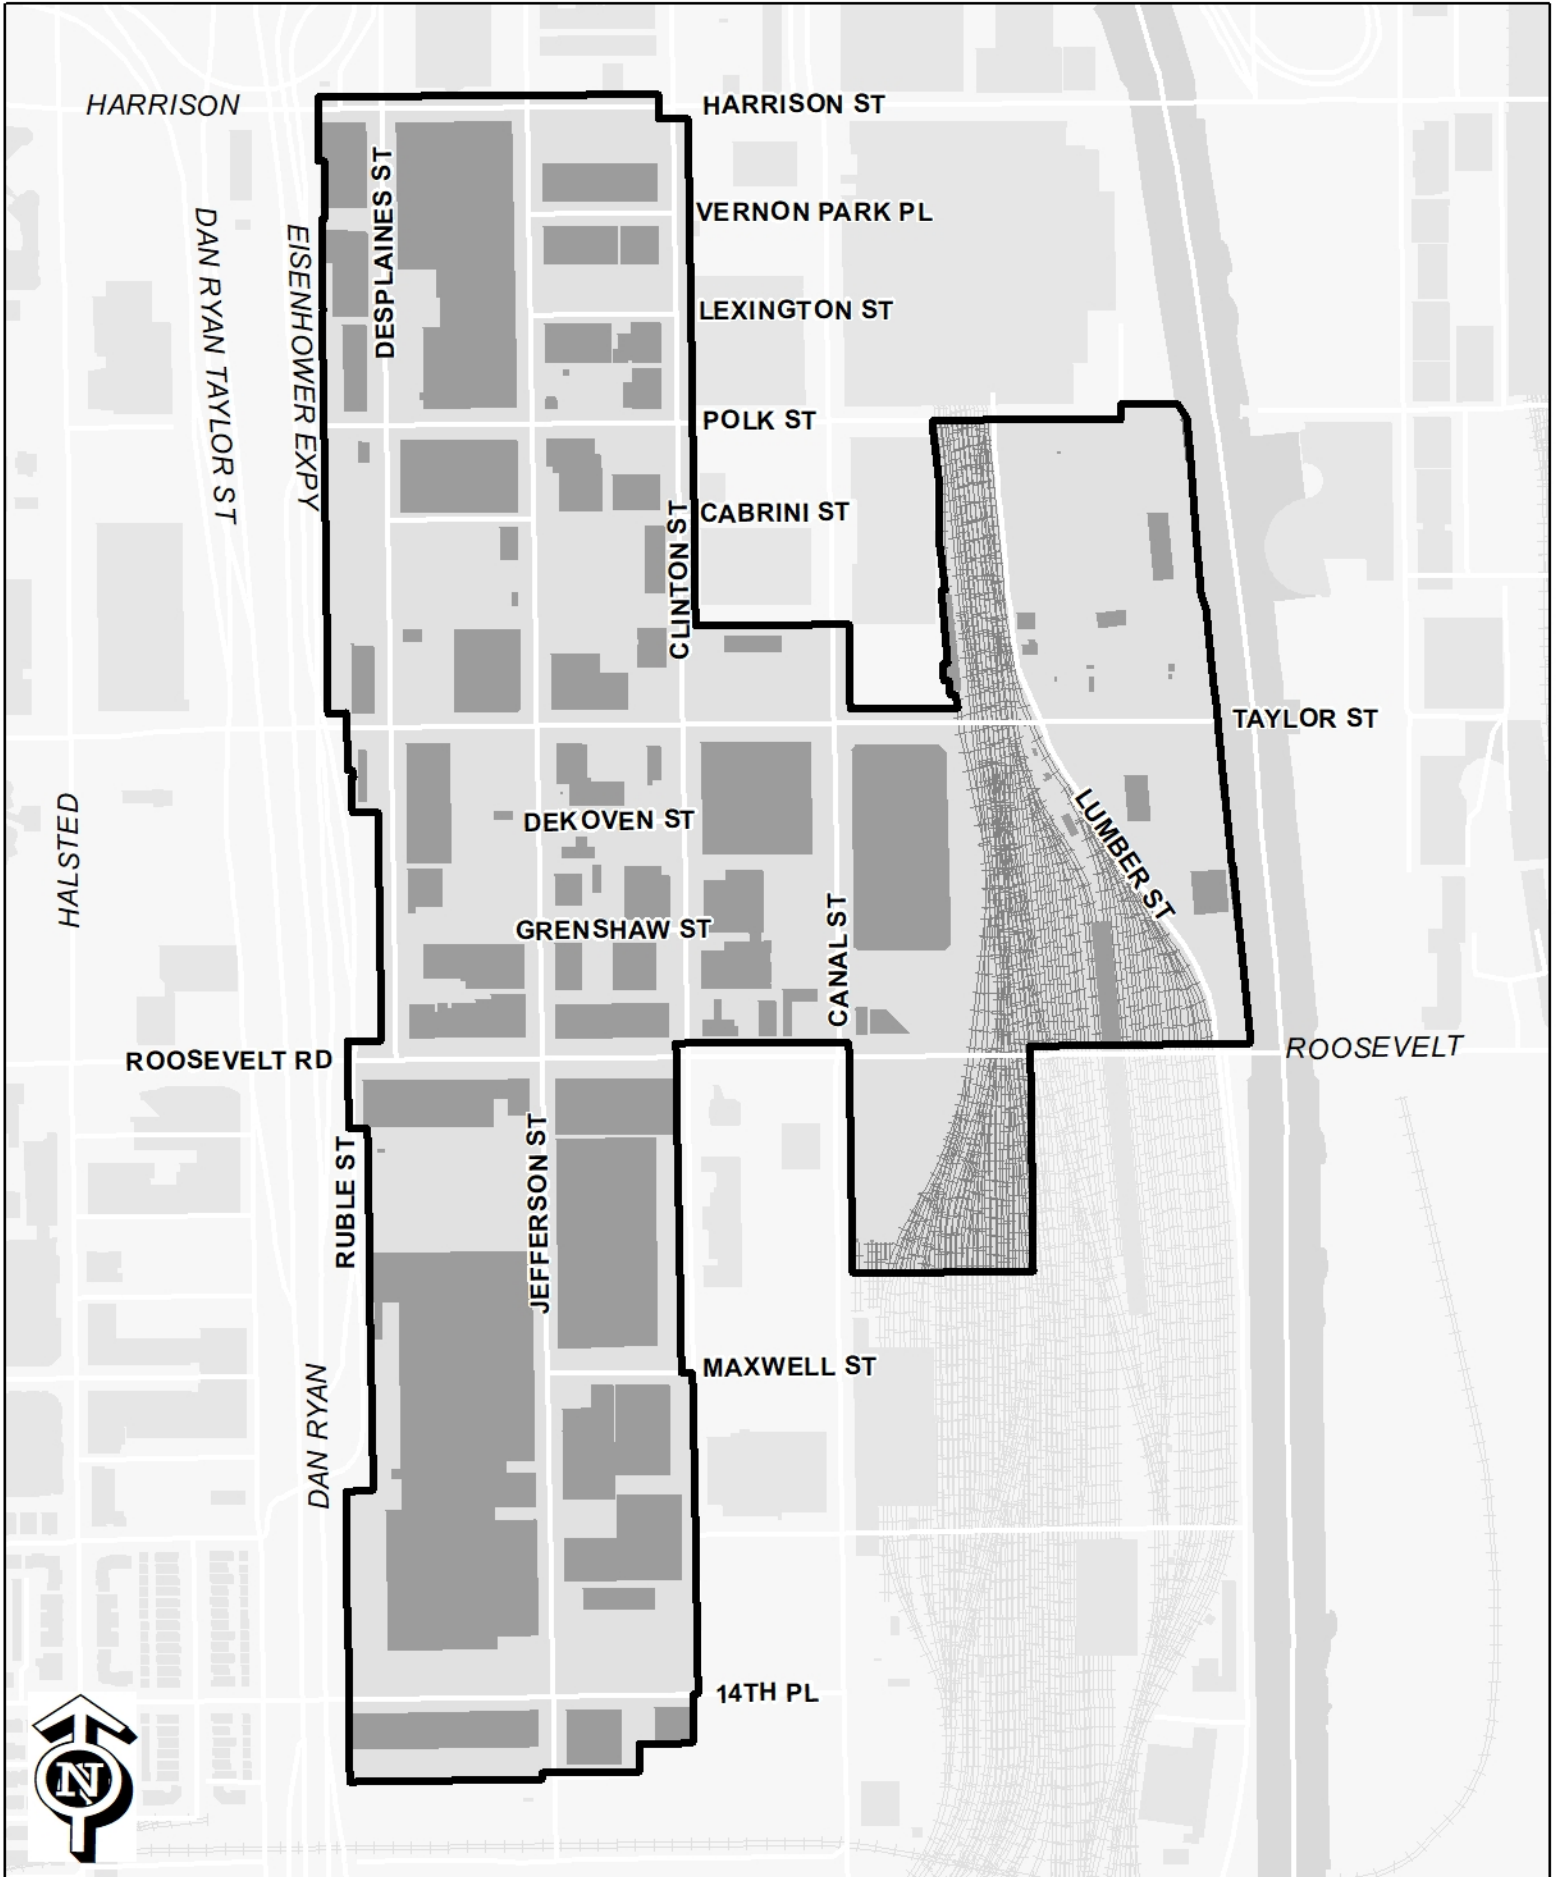 HARRISON
HARRISON ST
DESPLAINES ST
DAN RYAN TAYLOR ST
EISENHOWER EXPY
VERNON PARK PL
LEXINGTON ST
POLK ST
CABRINI ST
CLINTON ST
TAYLOR ST
HALSTED
DEKOVEN ST
LUMBER ST
GRENSHAW ST
CANAL ST
ROOSEVELT RD
ROOSEVELT
RUBLE ST
JEFFERSON ST
MAXWELL ST
DAN RYAN
14TH PL
N